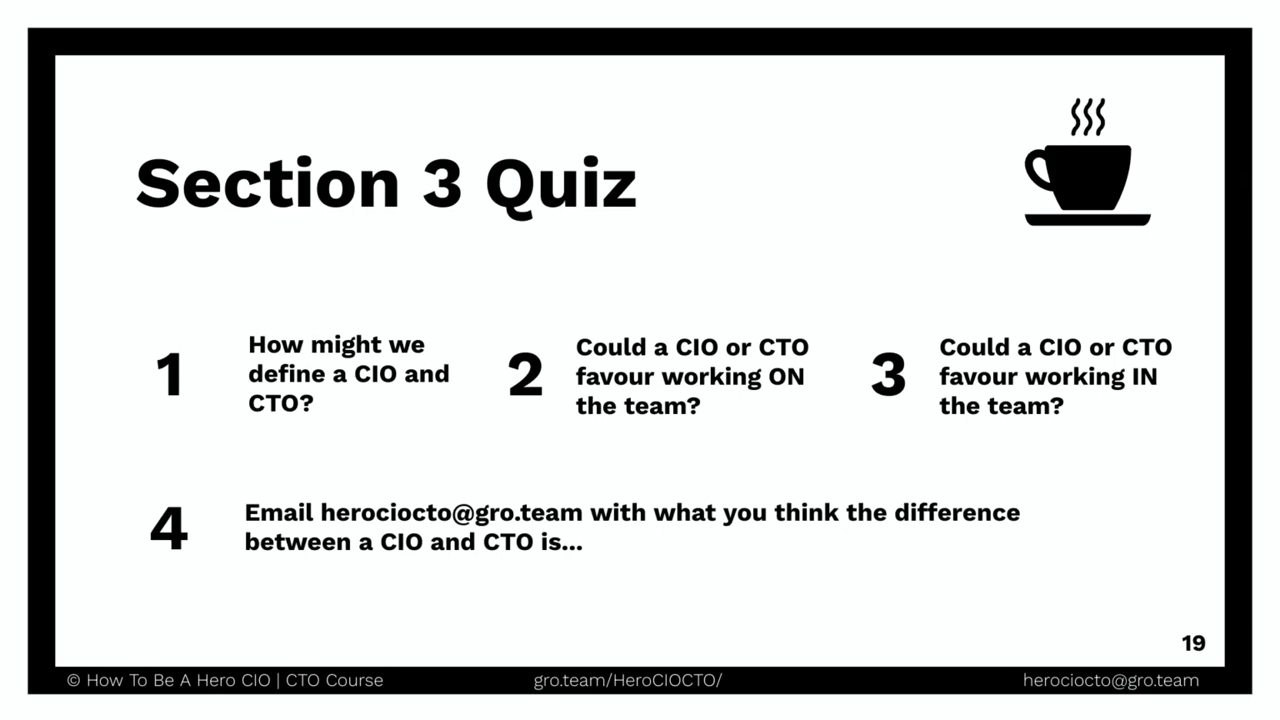 Section 3 Quiz
1
How might we
define a CIO and
CTO?
2
Could a CIO or CTO
favour working ON
the team?
3
Could a CIO or CTO
favour working IN
the team?
4
Email herociocto@gro.team with what you think the difference
between a CIO and CTO is...
19
© How To Be A Hero CIO | CTO Course
gro.team/HeroCIOCTO/
herociocto@gro.team